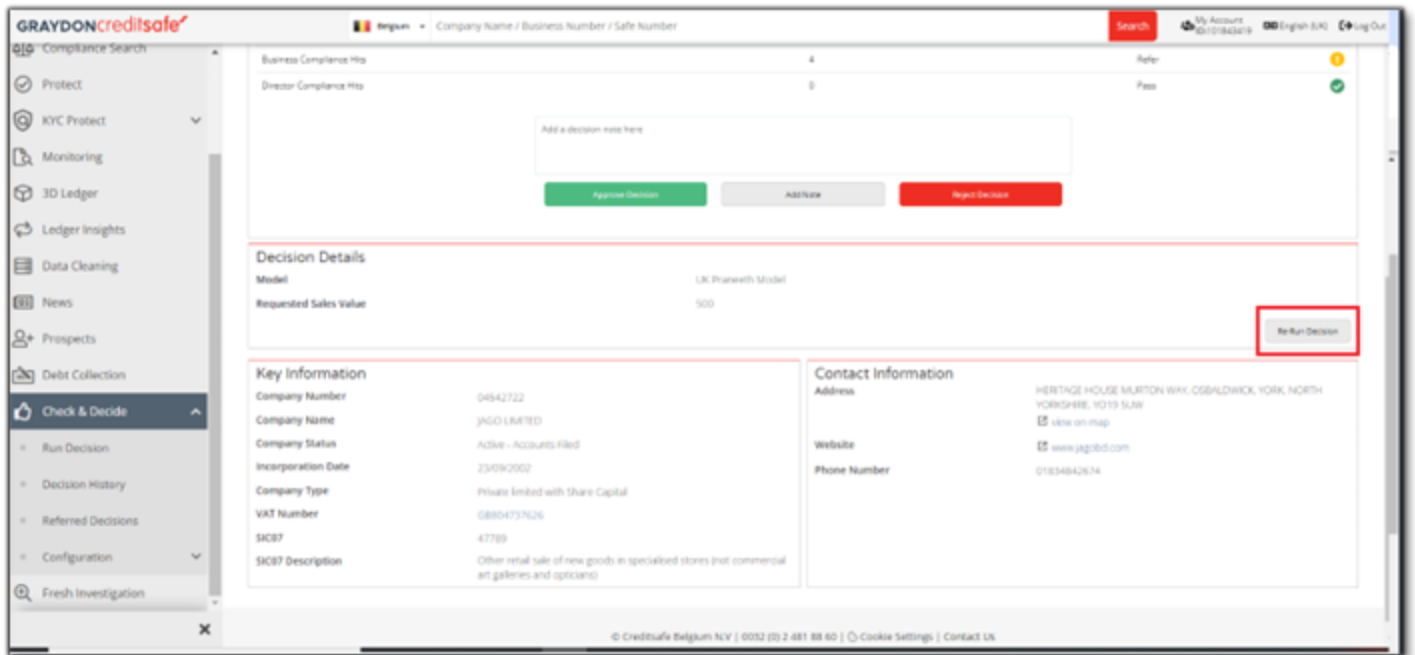 GRAYDONcreditsafe
Belgium
Company Name / Business Number / Safe Number
Search
My Account
ID:101843419
English (UK)
Log Out
Compliance Search
Protect
KYC Protect
Monitoring
3D Ledger
Ledger Insights
Data Cleaning
News
Prospects
Debt Collection
Check & Decide
Run Decision
Decision History
Referred Decisions
Configuration
Fresh Investigation
Business Compliance Hits 4 Refer
Director Compliance Hits 0 Pass
Add a decision note here
Approve Decision
Add Note
Reject Decision
Decision Details
Model UK Praneeth Model
Requested Sales Value 500
Re-Run Decision
Key Information
Company Number 04542722
Company Name JAGO LIMITED
Company Status Active - Accounts Filed
Incorporation Date 23/09/2002
Company Type Private limited with Share Capital
VAT Number GB804737626
SIC07 47789
SIC07 Description Other retail sale of new goods in specialised stores (not commercial
art galleries and opticians)
Contact Information
Address HERITAGE HOUSE MURTON WAY, OSBALDWICK, YORK, NORTH
YORKSHIRE, YO19 5UW
view on map
Website www.jagobd.com
Phone Number 01834842674
© Creditsafe Belgium N.V | 0032 (0) 2 481 88 60 | Cookie Settings | Contact Us